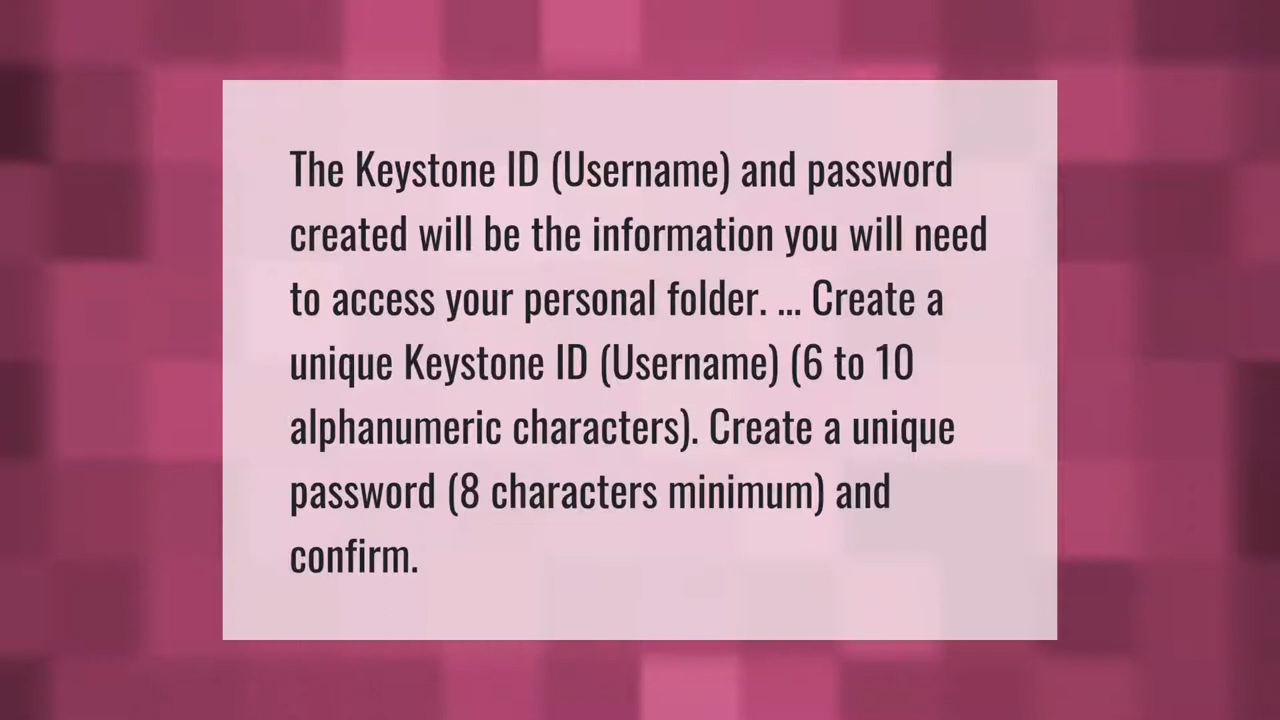 The Keystone ID (Username) and password
created will be the information you will need
to access your personal folder. ... Create a
unique Keystone ID (Username) (6 to 10
alphanumeric characters). Create a unique
password (8 characters minimum) and
confirm.